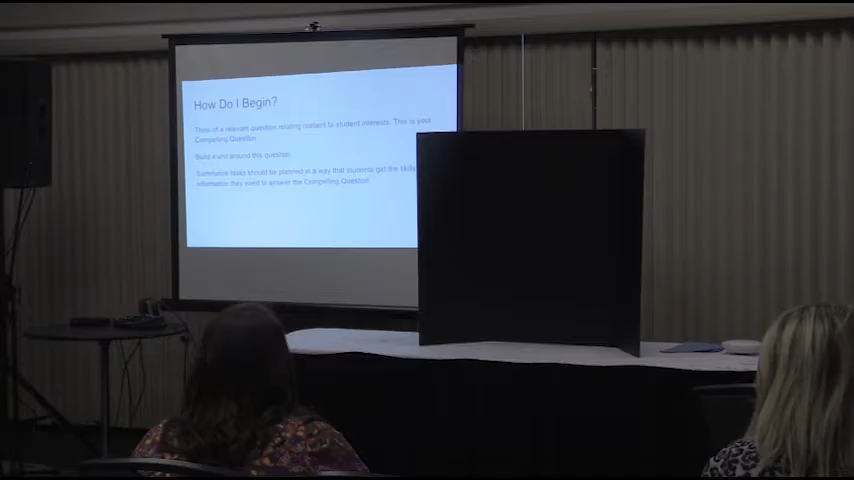 How Do I Begin?
Think of a relevant question relating content to student interests. This is your
Compelling Question.
Build a unit around this question.
Summative tasks should be planned in a way that students get the skills
information they need to answer the Compelling Question.